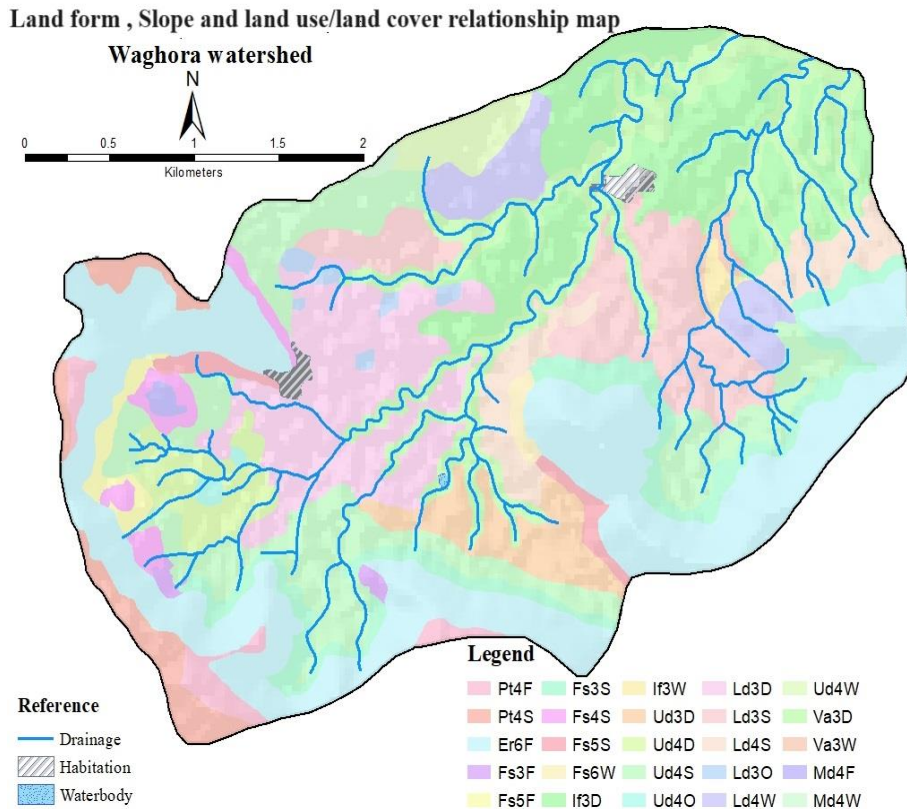 Land form , Slope and land use/land cover relationship map
Waghora watershed
N
0 0.5 1 1.5 2
Kilometers
Reference
Drainage
Habitation
Waterbody
Legend
Pt4F Fs3S If3W Ld3D Ud4W
Pt4S Fs4S Ud3D Ld3S Va3D
Er6F Fs5S Ud4D Ld4S Va3W
Fs3F Fs6W Ud4S Ld3O Md4F
Fs5F If3D Ud4O Ld4W Md4W